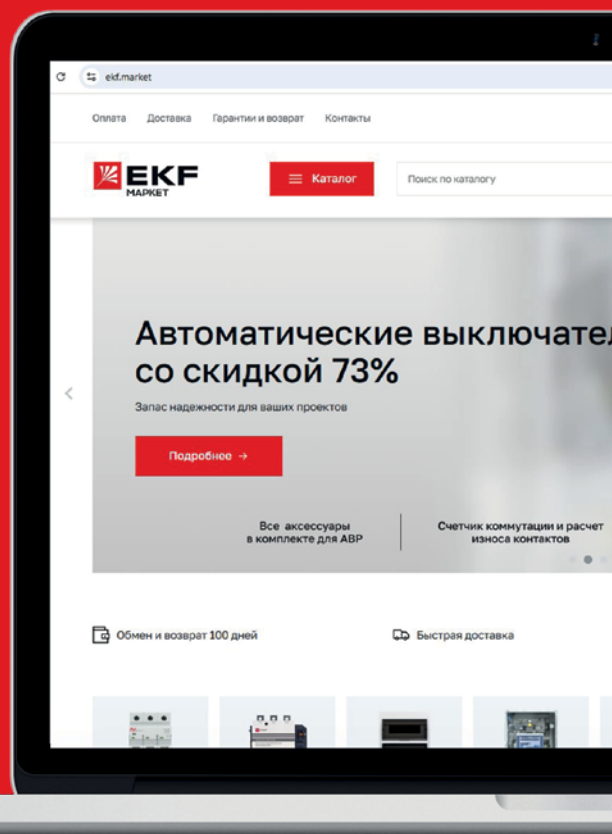 ekf.market
Оплата Доставка Гарантии и возврат Контакты
EKF
МАРКЕТ
Каталог
Поиск по каталогу
Автоматические выключател
со скидкой 73%
Запас надежности для ваших проектов
Подробнее →
Все аксессуары
в комплекте для АВР
Счетчик коммутации и расчет
износа контактов
Обмен и возврат 100 дней
Быстрая доставка